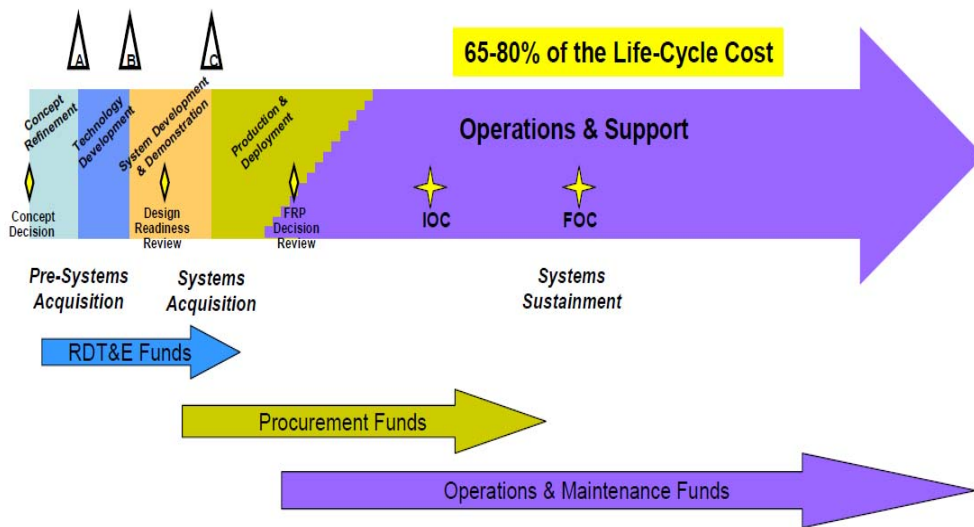 A
B
C
65-80% of the Life-Cycle Cost
Concept
Refinement
Technology
Development
System Development
& Demonstration
Production &
Deployment
Operations & Support
Concept
Decision
Design
Readiness
Review
FRP
Decision
Review
IOC
FOC
Pre-Systems
Acquisition
Systems
Acquisition
Systems
Sustainment
RDT&E Funds
Procurement Funds
Operations & Maintenance Funds